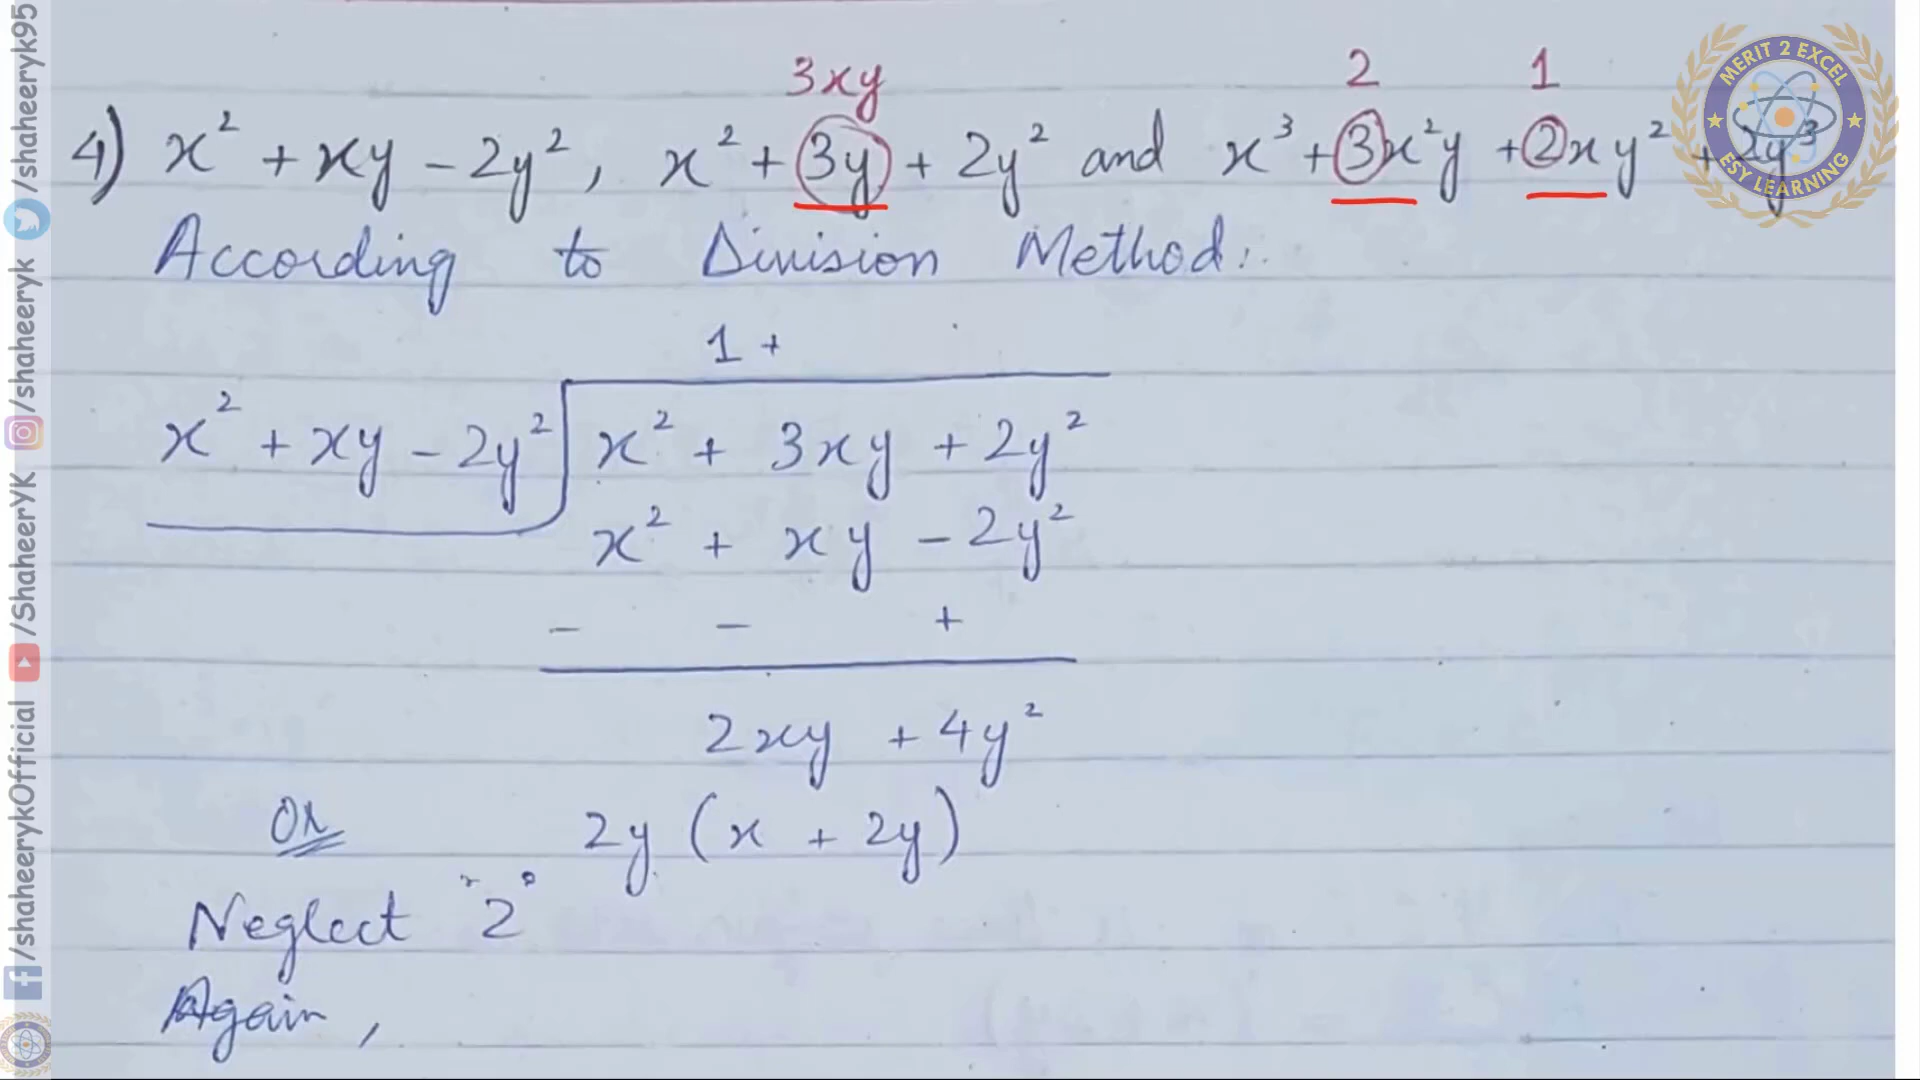 3xy 2 1
4) x² + xy - 2y², x² + 3y + 2y² and x³ + 3x²y + 2xy² + 2y³
According to Division Method:
1 +
x² + xy - 2y² x² + 3xy + 2y²
x² + xy - 2y²
- - +
2xy + 4y²
Or 2y (x + 2y)
Neglect "2"
Again,
MERIT 2 EXCEL
ESY LEARNING
/shaheerykOfficial /ShaheerYK /shaheeryk /shaheeryk95